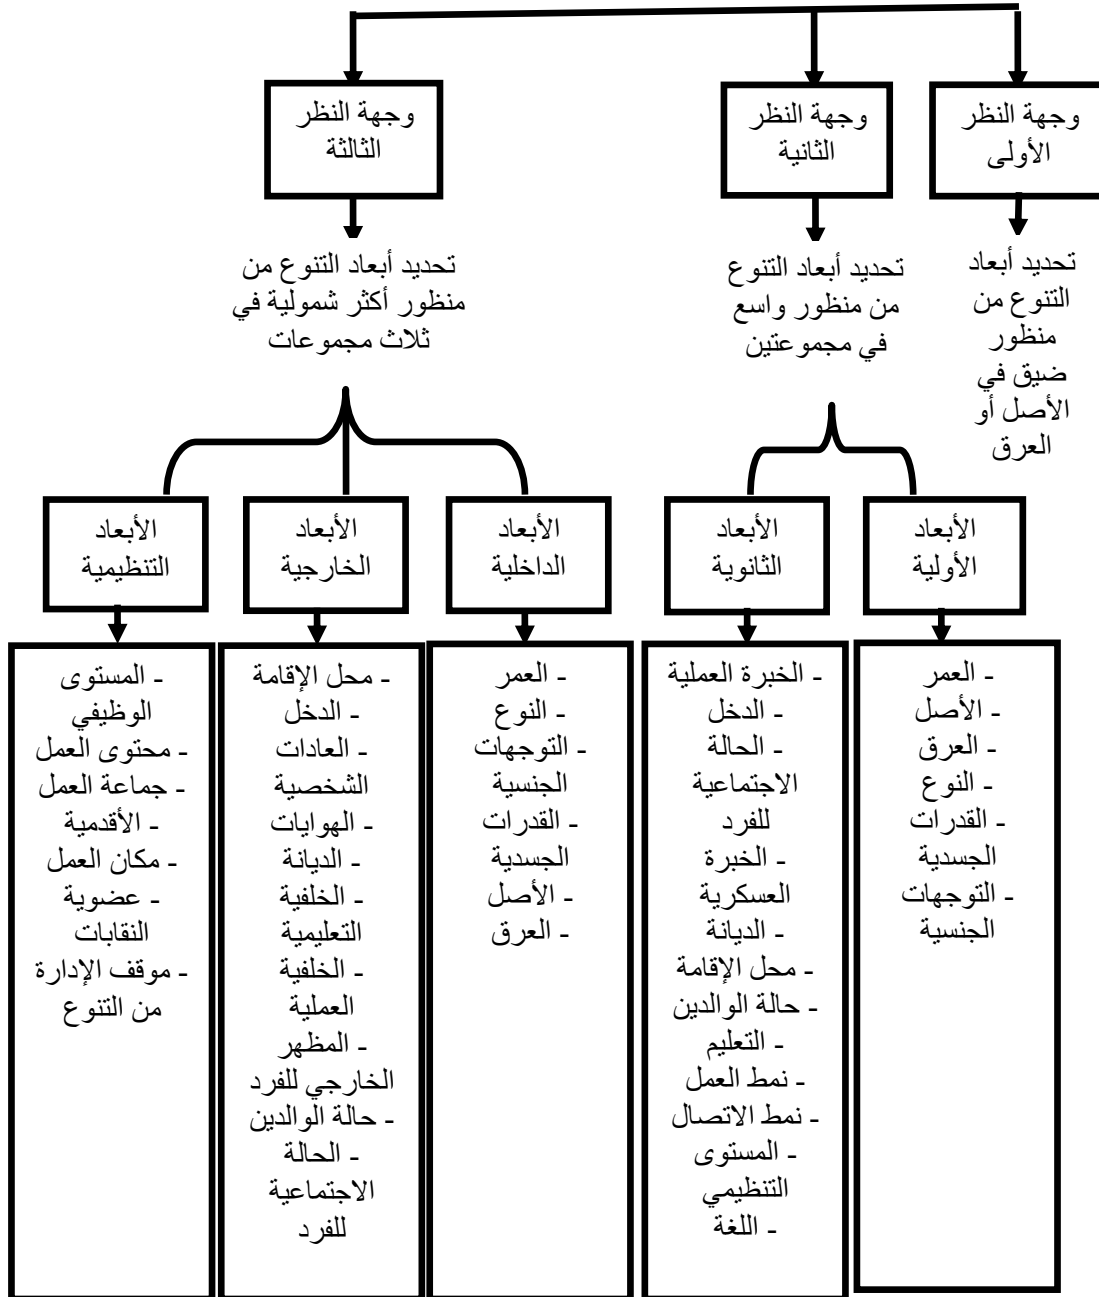 وجهة النظر
الأولى
وجهة النظر
الثانية
وجهة النظر
الثالثة
تحديد أبعاد
التنوع من
منظور
ضيق في
الأصل أو
العرق
تحديد أبعاد التنوع
من منظور واسع
في مجموعتين
تحديد أبعاد التنوع من
منظور أكثر شمولية في
ثلاث مجموعات
الأبعاد
الأولية
الأبعاد
الثانوية
الأبعاد
الداخلية
الأبعاد
الخارجية
الأبعاد
التنظيمية
- العمر
- الأصل
- العرق
- النوع
- القدرات
الجسدية
- التوجهات
الجنسية
- الخبرة العملية
- الدخل
- الحالة
الاجتماعية
للفرد
- الخبرة
العسكرية
- الديانة
- محل الإقامة
- حالة الوالدين
- التعليم
- نمط العمل
- نمط الاتصال
- المستوى
التنظيمي
- اللغة
- العمر
- النوع
- التوجهات
الجنسية
- القدرات
الجسدية
- الأصل
- العرق
- محل الإقامة
- الدخل
- العادات
الشخصية
- الهوايات
- الديانة
- الخلفية
التعليمية
- الخلفية
العملية
- المظهر
الخارجي للفرد
- حالة الوالدين
- الحالة
الاجتماعية
للفرد
- المستوى
الوظيفي
- محتوى العمل
- جماعة العمل
- الأقدمية
- مكان العمل
- عضوية
النقابات
- موقف الإدارة
من التنوع